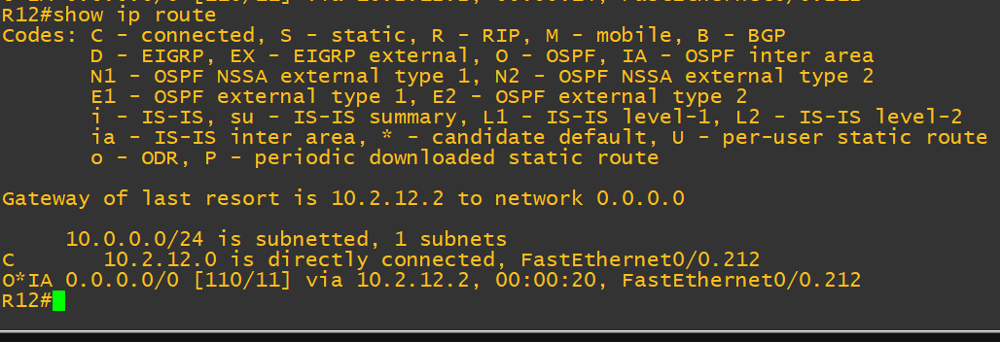 R12#show ip route
Codes: C - connected, S - static, R - RIP, M - mobile, B - BGP
       D - EIGRP, EX - EIGRP external, O - OSPF, IA - OSPF inter area
       N1 - OSPF NSSA external type 1, N2 - OSPF NSSA external type 2
       E1 - OSPF external type 1, E2 - OSPF external type 2
       i - IS-IS, su - IS-IS summary, L1 - IS-IS level-1, L2 - IS-IS level-2
       ia - IS-IS inter area, * - candidate default, U - per-user static route
       o - ODR, P - periodic downloaded static route
Gateway of last resort is 10.2.12.2 to network 0.0.0.0
     10.0.0.0/24 is subnetted, 1 subnets
C       10.2.12.0 is directly connected, FastEthernet0/0.212
O*IA 0.0.0.0/0 [110/11] via 10.2.12.2, 00:00:20, FastEthernet0/0.212
R12#